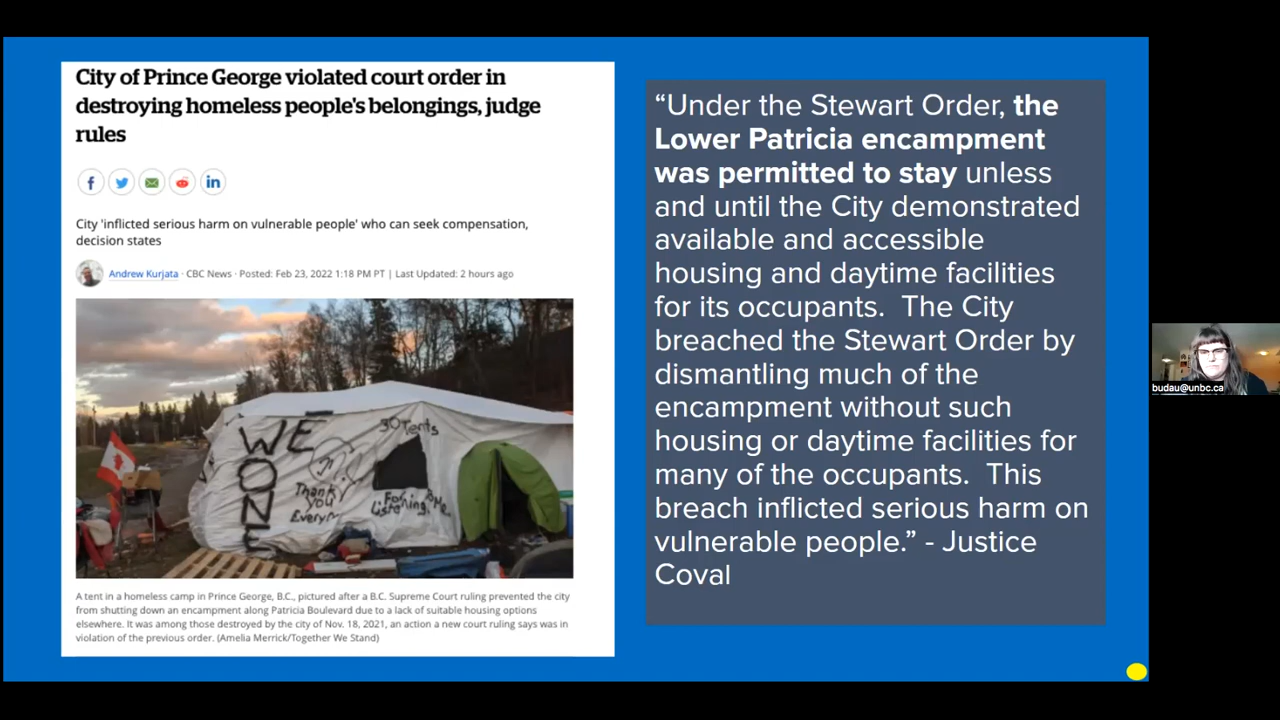 City of Prince George violated court order in
destroying homeless people's belongings, judge
rules
City 'inflicted serious harm on vulnerable people' who can seek compensation,
decision states
Andrew Kurjata · CBC News · Posted: Feb 23, 2022 1:18 PM PT | Last Updated: 2 hours ago
WE
WONE
30 Tents
Thank
you
For
Listening
A tent in a homeless camp in Prince George, B.C., pictured after a B.C. Supreme Court ruling prevented the city
from shutting down an encampment along Patricia Boulevard due to a lack of suitable housing options
elsewhere. It was among those destroyed by the city of Nov. 18, 2021, an action a new court ruling says was in
violation of the previous order. (Amelia Merrick/Together We Stand)
“Under the Stewart Order, the
Lower Patricia encampment
was permitted to stay unless
and until the City demonstrated
available and accessible
housing and daytime facilities
for its occupants.  The City
breached the Stewart Order by
dismantling much of the
encampment without such
housing or daytime facilities for
many of the occupants.  This
breach inflicted serious harm on
vulnerable people.” - Justice
Coval
budau@unbc.ca